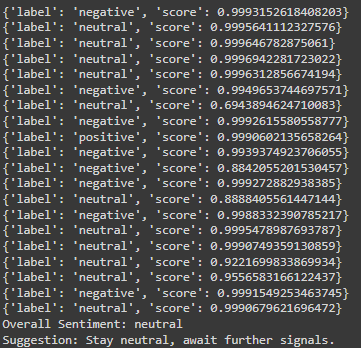 {'label': 'negative', 'score': 0.9993152618408203}
{'label': 'neutral', 'score': 0.9995641112327576}
{'label': 'neutral', 'score': 0.999646782875061}
{'label': 'neutral', 'score': 0.9996942281723022}
{'label': 'neutral', 'score': 0.9996312856674194}
{'label': 'negative', 'score': 0.9949653744697571}
{'label': 'neutral', 'score': 0.6943894624710083}
{'label': 'negative', 'score': 0.9992615580558777}
{'label': 'positive', 'score': 0.9990602135658264}
{'label': 'negative', 'score': 0.9939374923706055}
{'label': 'negative', 'score': 0.8842055201530457}
{'label': 'negative', 'score': 0.999272882938385}
{'label': 'neutral', 'score': 0.8888405561447144}
{'label': 'negative', 'score': 0.9988332390785217}
{'label': 'neutral', 'score': 0.9995478987693787}
{'label': 'neutral', 'score': 0.9990749359130859}
{'label': 'neutral', 'score': 0.9221699833869934}
{'label': 'neutral', 'score': 0.9556583166122437}
{'label': 'negative', 'score': 0.9991549253463745}
{'label': 'neutral', 'score': 0.9990679621696472}
Overall Sentiment: neutral
Suggestion: Stay neutral, await further signals.